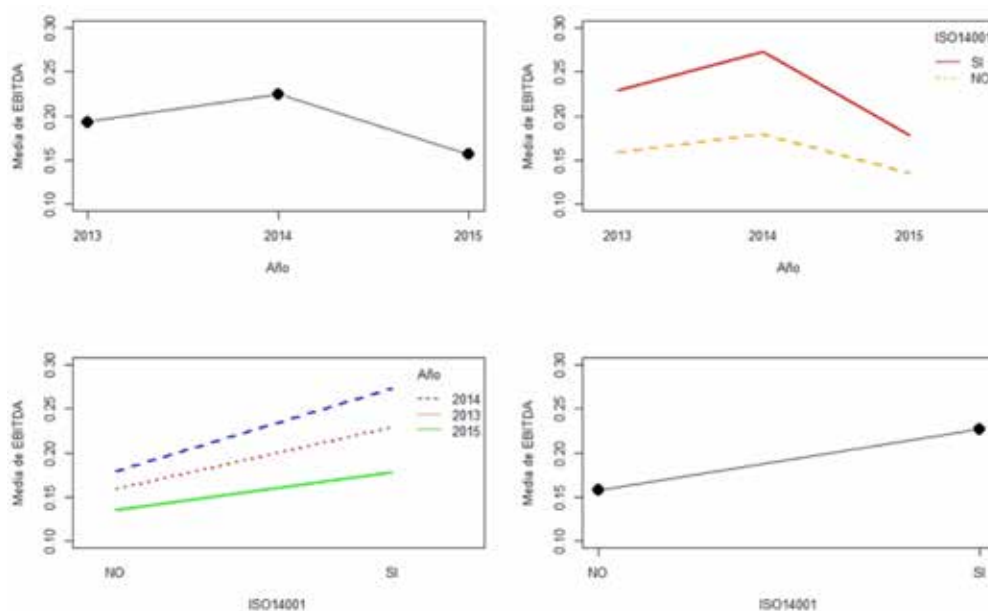 Media de EBITDA
0.10 0.15 0.20 0.25 0.30
2013 2014 2015
Año
Media de EBITDA
0.10 0.15 0.20 0.25 0.30
ISO14001
SI
NO
2013 2014 2015
Año
Media de EBITDA
0.10 0.15 0.20 0.25 0.30
Año
2014
2013
2015
NO SI
ISO14001
Media de EBITDA
0.10 0.15 0.20 0.25 0.30
NO SI
ISO14001